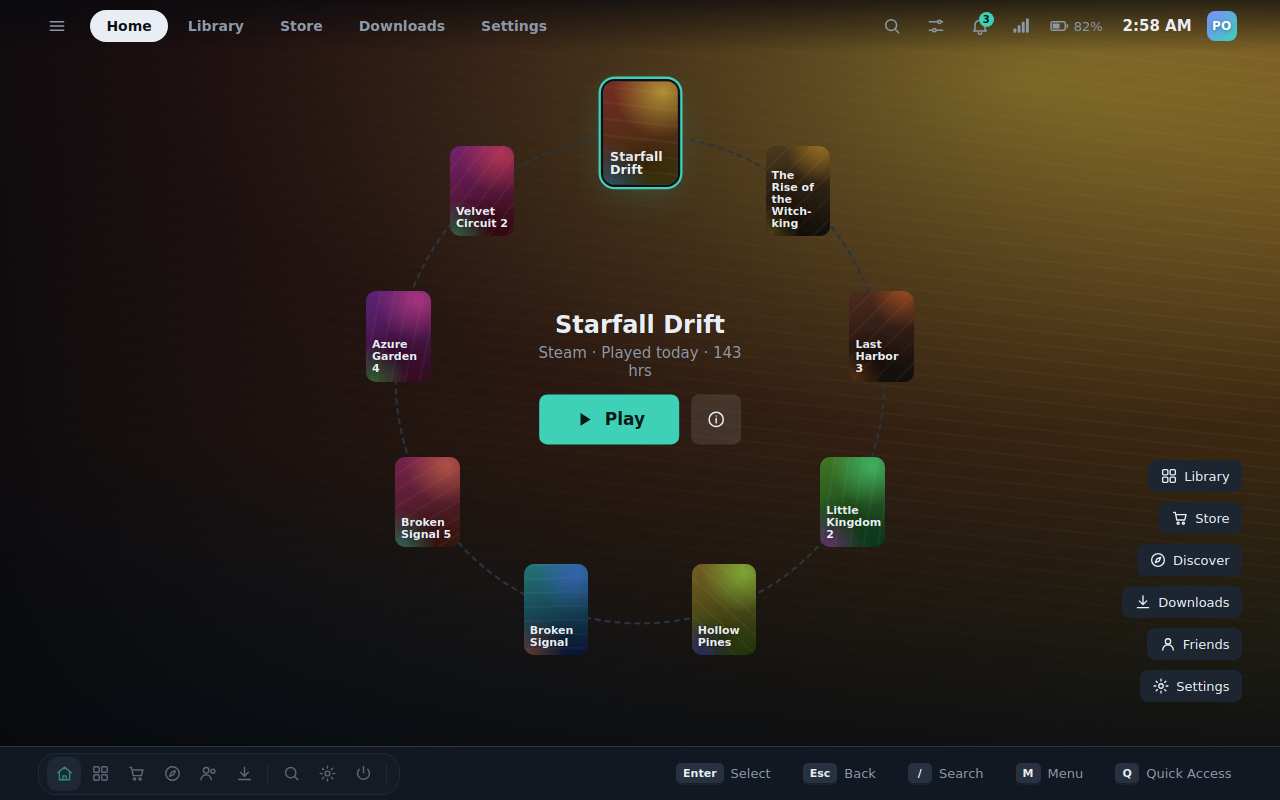 Home
Library
Store
Downloads
Settings
3
82%
2:58 AM
PO
Starfall
Drift
Velvet
Circuit 2
The
Rise of
the
Witch-
king
Azure
Garden
4
Last
Harbor
3
Starfall Drift
Steam · Played today · 143
hrs
Play
Broken
Signal 5
Little
Kingdom
2
Broken
Signal
Hollow
Pines
Library
Store
Discover
Downloads
Friends
Settings
Enter Select
Esc Back
/ Search
M Menu
Q Quick Access